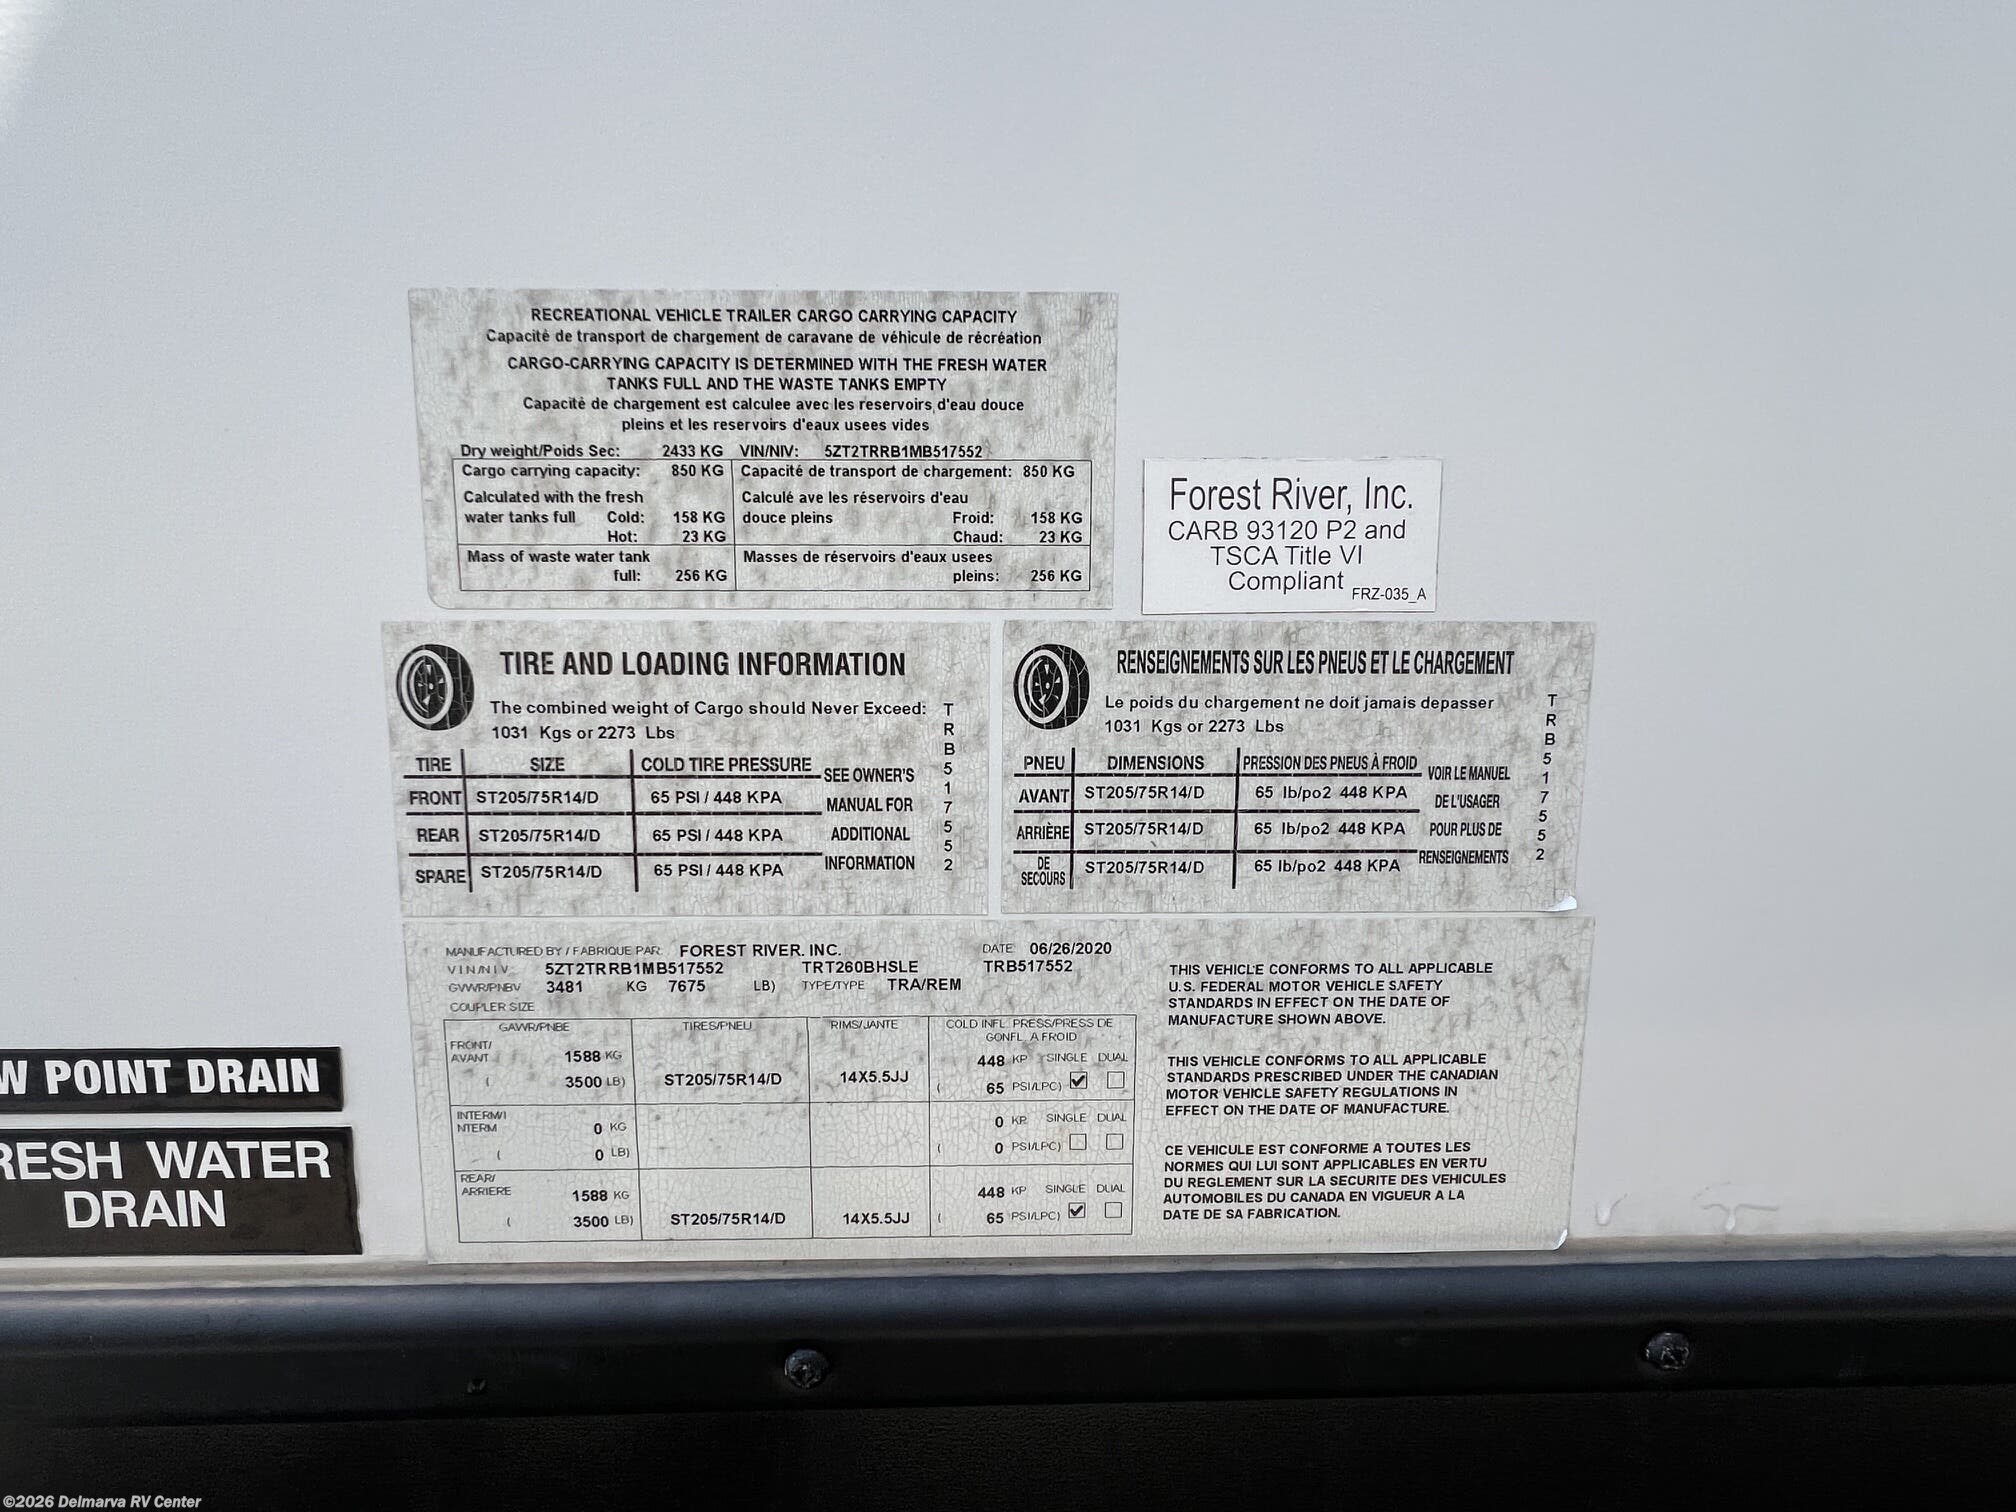 RECREATIONAL VEHICLE TRAILER CARGO CARRYING CAPACITY
Capacité de transport de chargement de caravane de véhicule de récréation
CARGO-CARRYING CAPACITY IS DETERMINED WITH THE FRESH WATER
TANKS FULL AND THE WASTE TANKS EMPTY
Capacité de chargement est calculee avec les reservoirs d'eau douce
pleins et les reservoirs d'eaux usees vides
Dry weight/Poids Sec: 2433 KG VIN/NIV: 5ZT2TRRB1MB517552
Cargo carrying capacity: 850 KG Capacité de transport de chargement: 850 KG
Calculated with the fresh Calculé ave les réservoirs d'eau
water tanks full Cold: 158 KG douce pleins Froid: 158 KG
Hot: 23 KG Chaud: 23 KG
Mass of waste water tank Masses de réservoirs d'eaux usees
full: 256 KG pleins: 256 KG
Forest River, Inc.
CARB 93120 P2 and
TSCA Title VI
Compliant FRZ-035_A
TIRE AND LOADING INFORMATION
The combined weight of Cargo should Never Exceed:
1031 Kgs or 2273 Lbs
TIRE SIZE COLD TIRE PRESSURE
FRONT ST205/75R14/D 65 PSI / 448 KPA
REAR ST205/75R14/D 65 PSI / 448 KPA
SPARE ST205/75R14/D 65 PSI / 448 KPA
SEE OWNER'S
MANUAL FOR
ADDITIONAL
INFORMATION
TRB517552
RENSEIGNEMENTS SUR LES PNEUS ET LE CHARGEMENT
Le poids du chargement ne doit jamais depasser
1031 Kgs or 2273 Lbs
PNEU DIMENSIONS PRESSION DES PNEUS À FROID
AVANT ST205/75R14/D 65 lb/po2 448 KPA
ARRIÈRE ST205/75R14/D 65 lb/po2 448 KPA
DE
SECOURS ST205/75R14/D 65 lb/po2 448 KPA
VOIR LE MANUEL
DE L'USAGER
POUR PLUS DE
RENSEIGNEMENTS
TRB517552
MANUFACTURED BY / FABRIQUE PAR: FOREST RIVER. INC. DATE 06/26/2020
VIN/NIV 5ZT2TRRB1MB517552 TRT260BHSLE TRB517552
GVWR/PNBV 3481 KG 7675 LB) TYPE/TYPE TRA/REM
COUPLER SIZE
GAWR/PNBE TIRES/PNEU RIMS/JANTE COLD INFL. PRESS/PRESS DE
GONFL. A FROID
FRONT/
AVANT 1588 KG 448 KP SINGLE DUAL
( 3500 LB) ST205/75R14/D 14X5.5JJ ( 65 PSI/LPC)
INTERM/I
NTERM 0 KG 0 KP SINGLE DUAL
( 0 LB) ( 0 PSI/LPC)
REAR/
ARRIERE 1588 KG 448 KP SINGLE DUAL
( 3500 LB) ST205/75R14/D 14X5.5JJ ( 65 PSI/LPC)
THIS VEHICLE CONFORMS TO ALL APPLICABLE
U.S. FEDERAL MOTOR VEHICLE SAFETY
STANDARDS IN EFFECT ON THE DATE OF
MANUFACTURE SHOWN ABOVE.
THIS VEHICLE CONFORMS TO ALL APPLICABLE
STANDARDS PRESCRIBED UNDER THE CANADIAN
MOTOR VEHICLE SAFETY REGULATIONS IN
EFFECT ON THE DATE OF MANUFACTURE.
CE VEHICULE EST CONFORME A TOUTES LES
NORMES QUI LUI SONT APPLICABLES EN VERTU
DU REGLEMENT SUR LA SECURITE DES VEHICULES
AUTOMOBILES DU CANADA EN VIGUEUR A LA
DATE DE SA FABRICATION.
W POINT DRAIN
RESH WATER
DRAIN
©2026 Delmarva RV Center